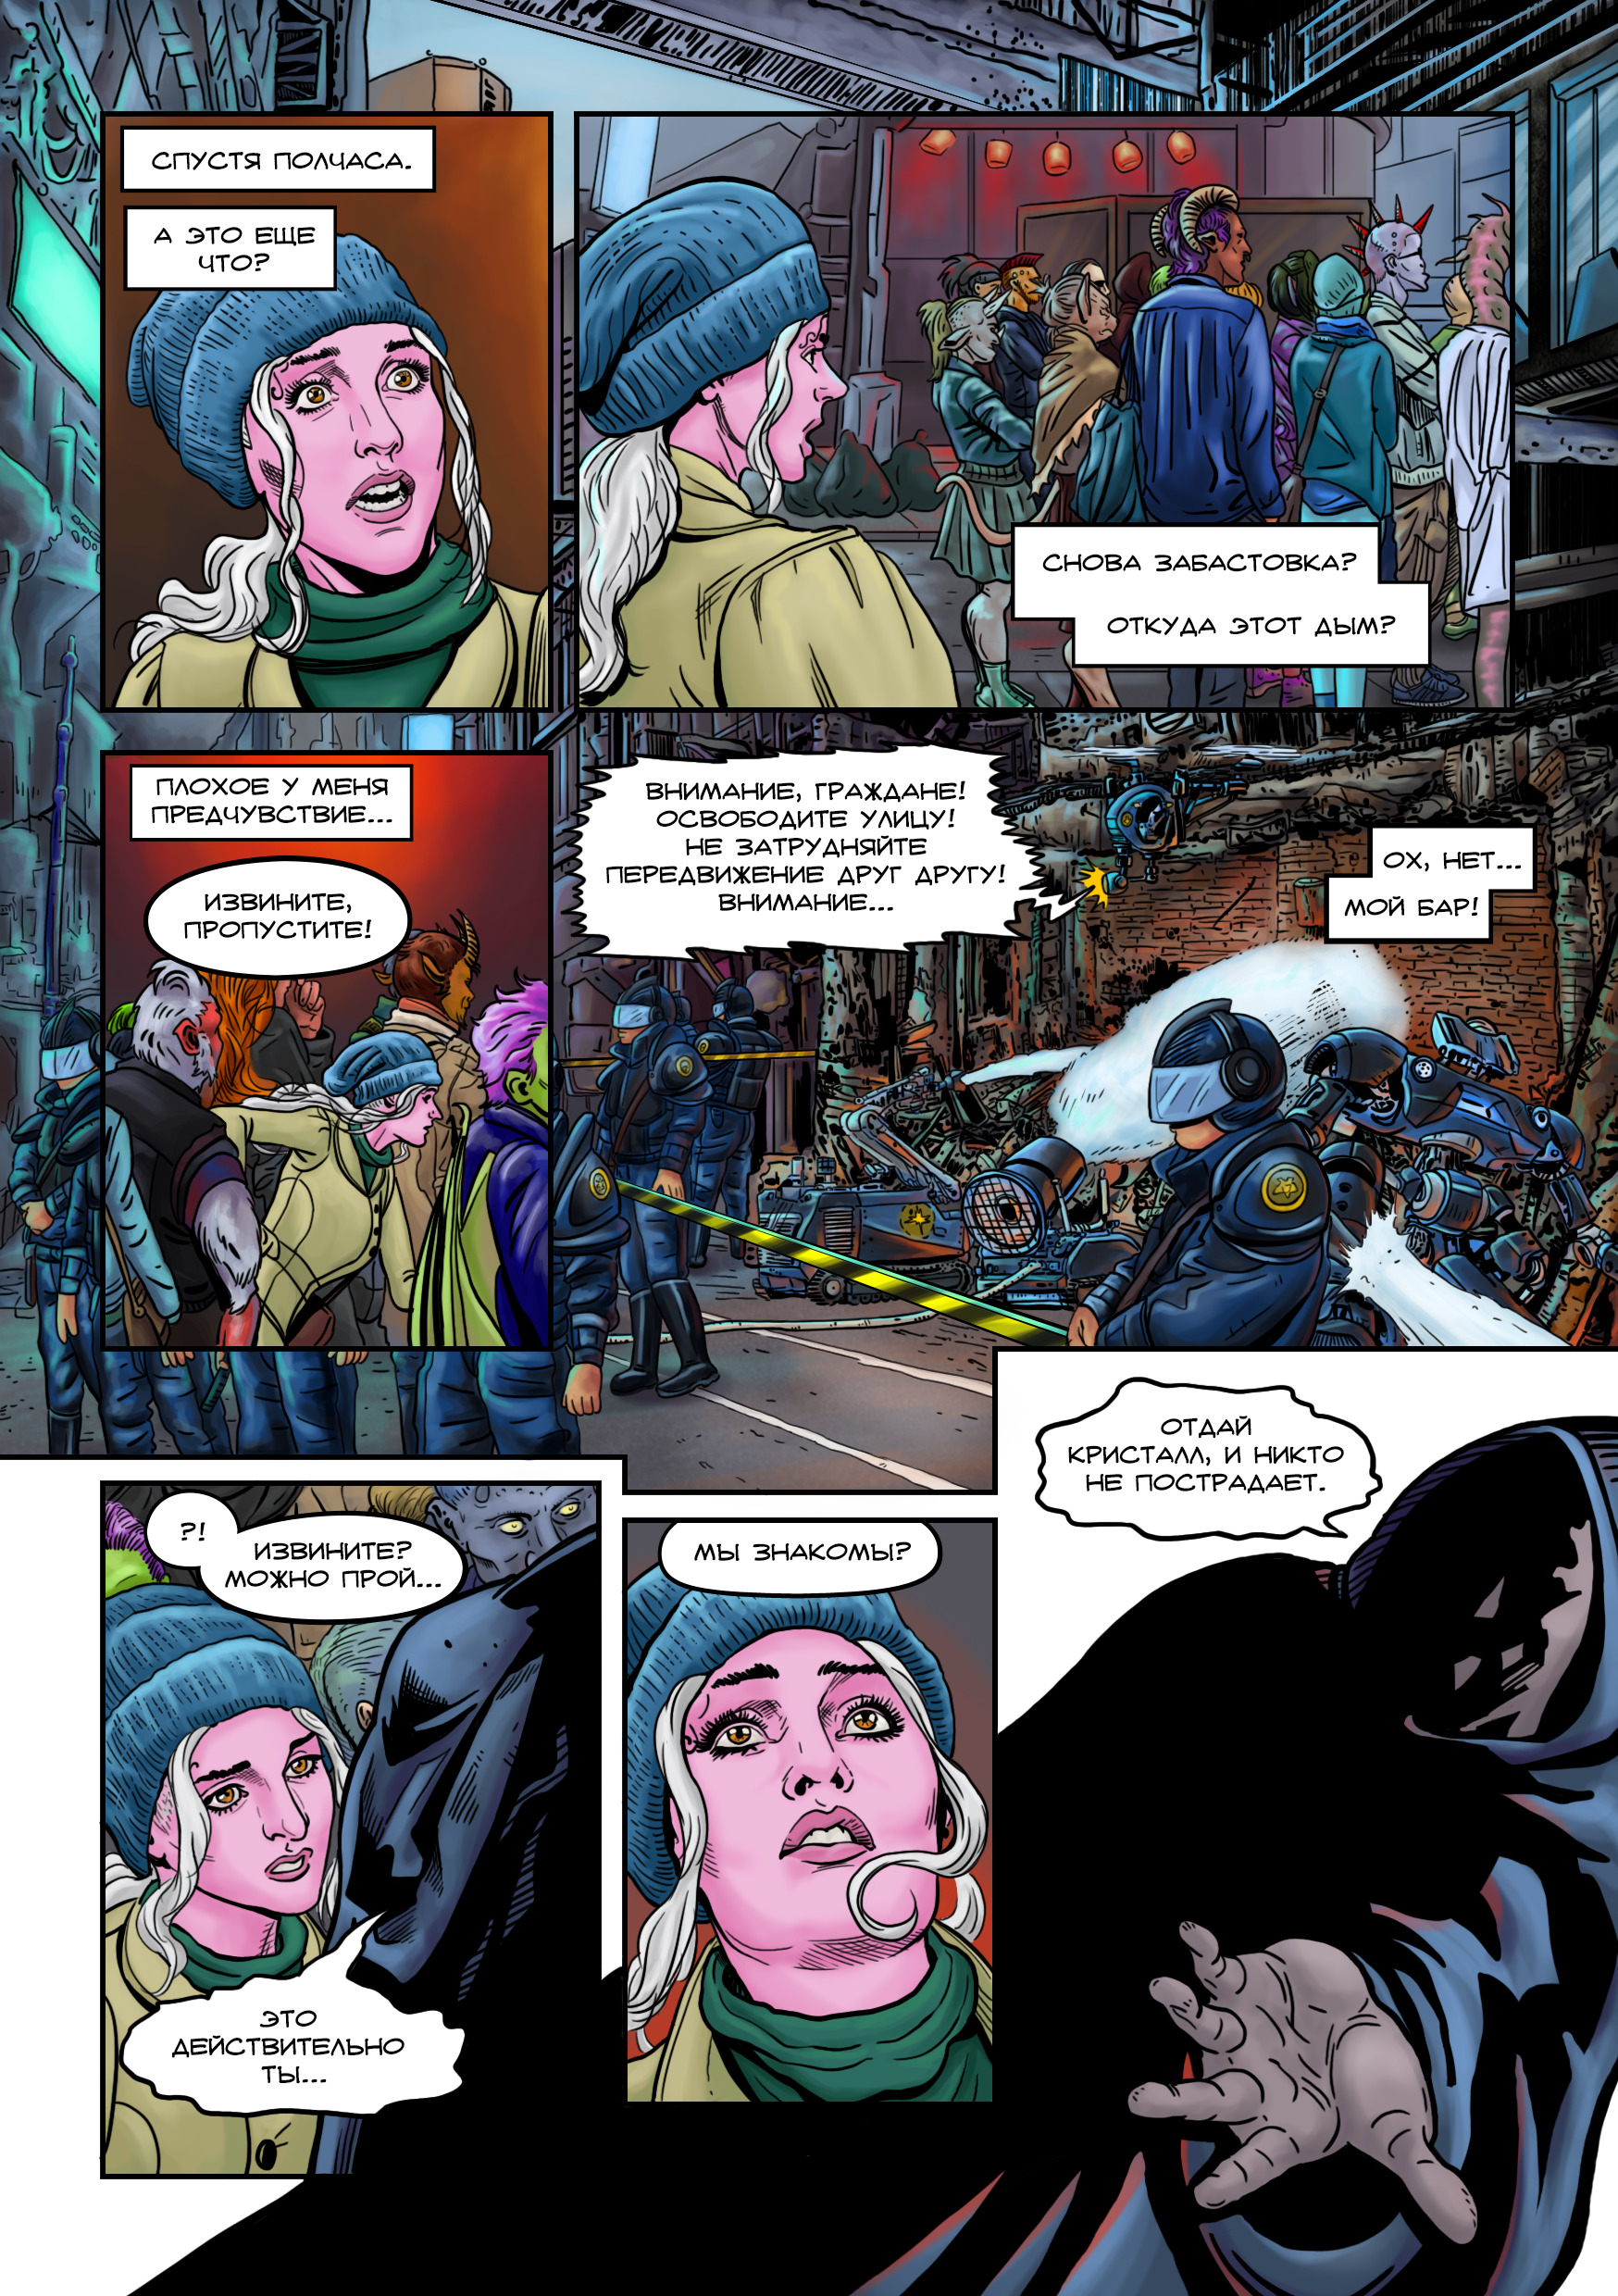 СПУСТЯ ПОЛЧАСА.
А ЭТО ЕЩЕ
ЧТО?
СНОВА ЗАБАСТОВКА?
ОТКУДА ЭТОТ ДЫМ?
ПЛОХОЕ У МЕНЯ
ПРЕДЧУВСТВИЕ...
ИЗВИНИТЕ,
ПРОПУСТИТЕ!
ВНИМАНИЕ, ГРАЖДАНЕ!
ОСВОБОДИТЕ УЛИЦУ!
НЕ ЗАТРУДНЯЙТЕ
ПЕРЕДВИЖЕНИЕ ДРУГ ДРУГУ!
ВНИМАНИЕ...
ОХ, НЕТ...
МОЙ БАР!
?!
ИЗВИНИТЕ?
МОЖНО ПРОЙ...
ЭТО
ДЕЙСТВИТЕЛЬНО
ТЫ...
МЫ ЗНАКОМЫ?
ОТДАЙ
КРИСТАЛЛ, И НИКТО
НЕ ПОСТРАДАЕТ.